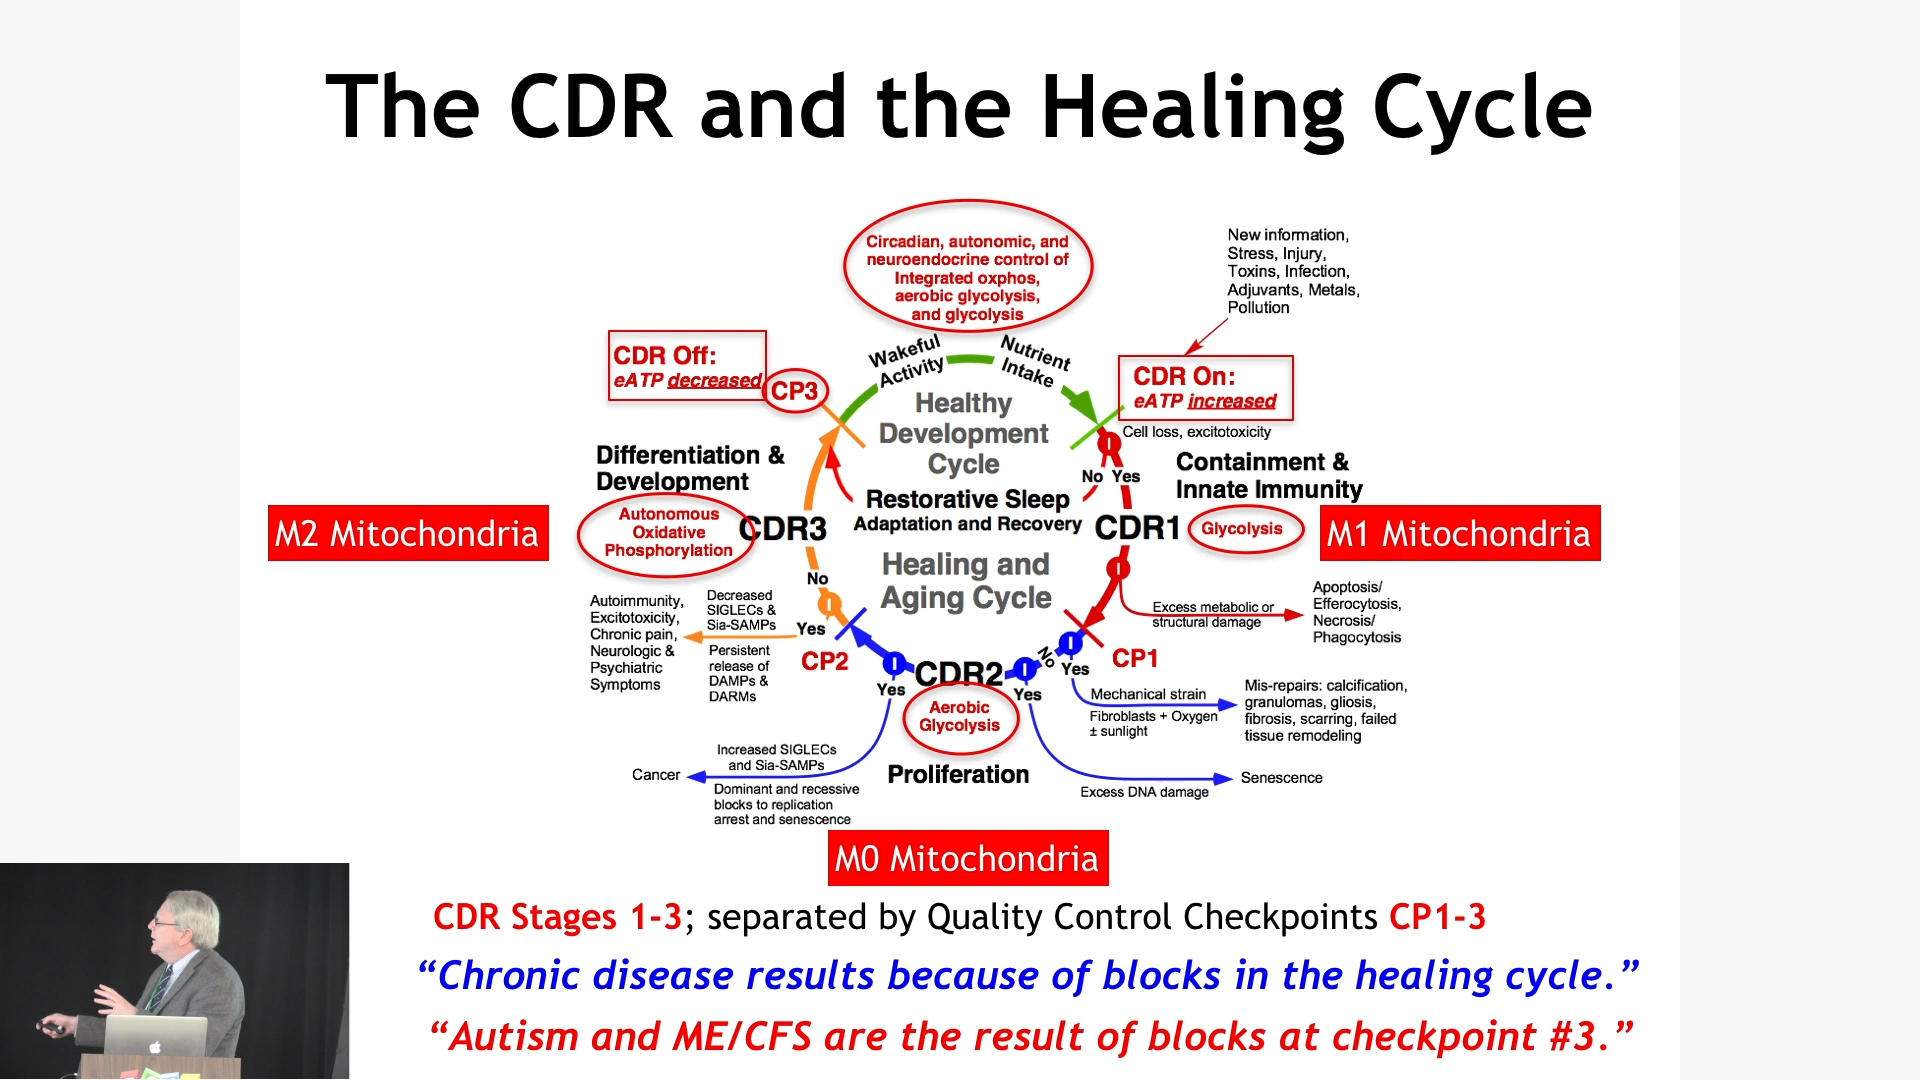 The CDR and the Healing Cycle
Circadian, autonomic, and
neuroendocrine control of
Integrated oxphos,
aerobic glycolysis,
and glycolysis
New information,
Stress, Injury,
Toxins, Infection,
Adjuvants, Metals,
Pollution
CDR Off:
eATP decreased
CP3
Wakeful
Activity
Nutrient
Intake
CDR On:
eATP increased
Cell loss, excitotoxicity
Healthy
Development
Cycle
No Yes
Differentiation &
Development
Containment &
Innate Immunity
Restorative Sleep
Adaptation and Recovery
M2 Mitochondria
Autonomous
Oxidative
Phosphorylation
CDR3
CDR1
Glycolysis
M1 Mitochondria
Healing and
Aging Cycle
No
Yes
Autoimmunity,
Excitotoxicity,
Chronic pain,
Neurologic &
Psychiatric
Symptoms
Decreased
SIGLECs &
Sia-SAMPs
Persistent
release of
DAMPs &
DARMs
CP2
Excess metabolic or
structural damage
Apoptosis/
Efferocytosis,
Necrosis/
Phagocytosis
CP1
No
Yes
Mechanical strain
Fibroblasts + Oxygen
± sunlight
Mis-repairs: calcification,
granulomas, gliosis,
fibrosis, scarring, failed
tissue remodeling
Yes
CDR2
Yes
Aerobic
Glycolysis
Proliferation
Increased SIGLECs
and Sia-SAMPs
Cancer
Dominant and recessive
blocks to replication
arrest and senescence
Excess DNA damage
Senescence
M0 Mitochondria
CDR Stages 1-3; separated by Quality Control Checkpoints CP1-3
“Chronic disease results because of blocks in the healing cycle.”
“Autism and ME/CFS are the result of blocks at checkpoint #3.”